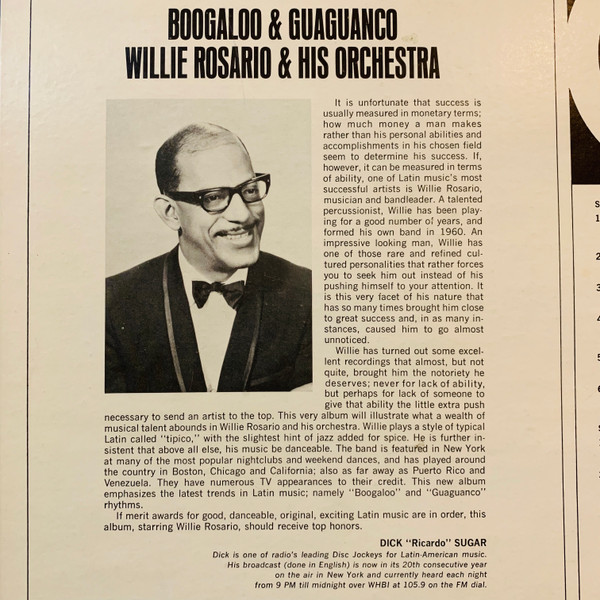 BOOGALOO & GUAGUANCO
WILLIE ROSARIO & HIS ORCHESTRA
It is unfortunate that success is
usually measured in monetary terms;
how much money a man makes
rather than his personal abilities and
accomplishments in his chosen field
seem to determine his success. If,
however, it can be measured in terms
of ability, one of Latin music's most
successful artists is Willie Rosario,
musician and bandleader. A talented
percussionist, Willie has been play-
ing for a good number of years, and
formed his own band in 1960. An
impressive looking man, Willie has
one of those rare and refined cul-
tured personalities that rather forces
you to seek him out instead of his
pushing himself to your attention. It
is this very facet of his nature that
has so many times brought him close
to great success and, in as many in-
stances, caused him to go almost
unnoticed.
Willie has turned out some excel-
lent recordings that almost, but not
quite, brought him the notoriety he
deserves; never for lack of ability,
but perhaps for lack of someone to
give that ability the little extra push
necessary to send an artist to the top. This very album will illustrate what a wealth of
musical talent abounds in Willie Rosario and his orchestra. Willie plays a style of typical
Latin called "tipico," with the slightest hint of jazz added for spice. He is further in-
sistent that above all else, his music be danceable. The band is featured in New York
at many of the most popular nightclubs and weekend dances, and has played around
the country in Boston, Chicago and California; also as far away as Puerto Rico and
Venezuela. They have numerous TV appearances to their credit. This new album
emphasizes the latest trends in Latin music; namely "Boogaloo" and "Guaguanco"
rhythms.
If merit awards for good, danceable, original, exciting Latin music are in order, this
album, starring Willie Rosario, should receive top honors.
DICK "Ricardo" SUGAR
Dick is one of radio's leading Disc Jockeys for Latin-American music.
His broadcast (done in English) is now in its 20th consecutive year
on the air in New York and currently heard each night
from 9 PM till midnight over WHBI at 105.9 on the FM dial.